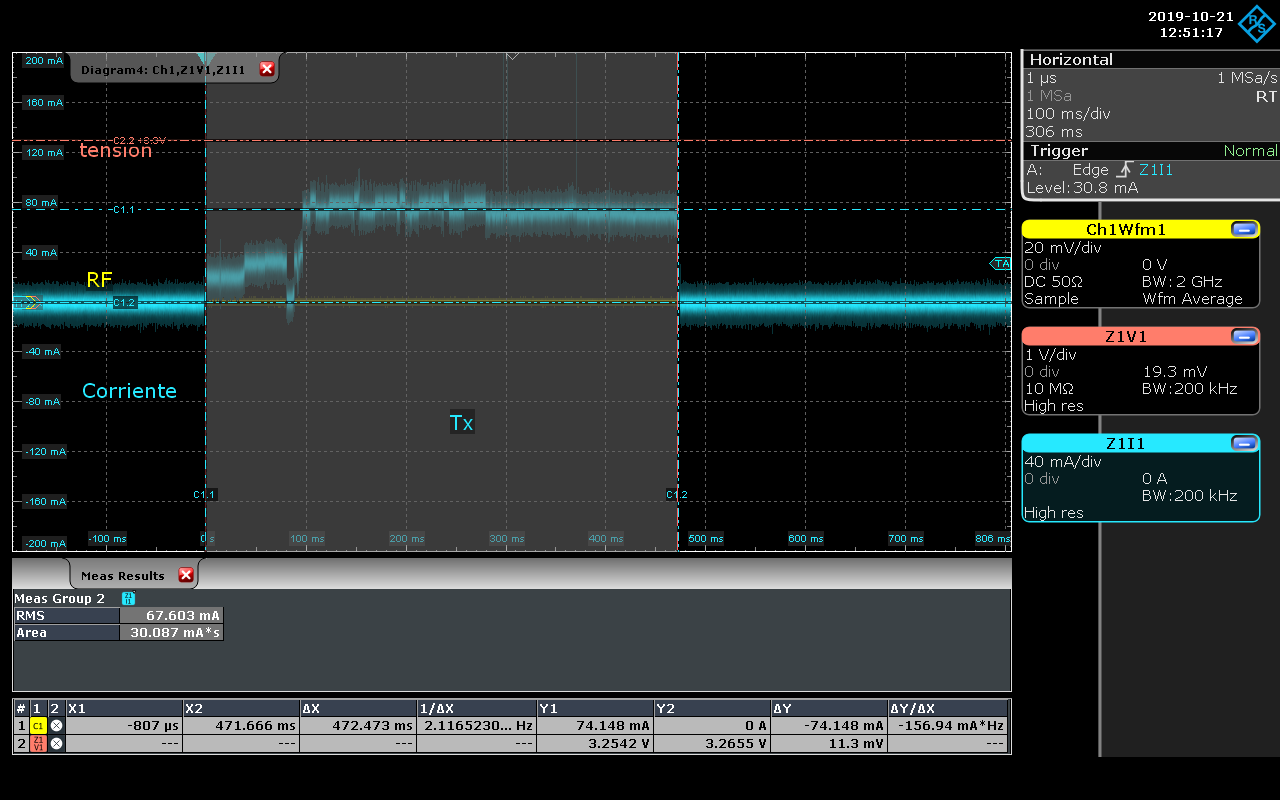 2019-10-21
12:51:17
Diagram4: Ch1,Z1V1,Z1I1
200 mA
160 mA
120 mA
80 mA
40 mA
-40 mA
-80 mA
-120 mA
-160 mA
-200 mA
tension
C1.1
RF
C1.2
Corriente
Tx
C1.1
C1.2
TA
-100 ms
0 s
100 ms
200 ms
300 ms
400 ms
500 ms
600 ms
700 ms
806 ms
Horizontal
1 µs 1 MSa/s
1 MSa RT
100 ms/div
306 ms
Trigger Normal
A: Edge Z1I1
Level: 30.8 mA
Ch1Wfm1
20 mV/div
0 div 0 V
DC 50Ω BW: 2 GHz
Sample Wfm Average
Z1V1
1 V/div
0 div 19.3 mV
10 MΩ BW:200 kHz
High res
Z1I1
40 mA/div
0 div 0 A
BW:200 kHz
High res
Meas Results
Meas Group 2
RMS 67.603 mA
Area 30.087 mA*s
# 1 2 X1 X2 ΔX 1/ΔX Y1 Y2 ΔY ΔY/ΔX
1 C1 -807 µs 471.666 ms 472.473 ms 2.1165230... Hz 74.148 mA 0 A -74.148 mA -156.94 mA*Hz
2 Z1 V1 --- --- --- --- 3.2542 V 3.2655 V 11.3 mV ---